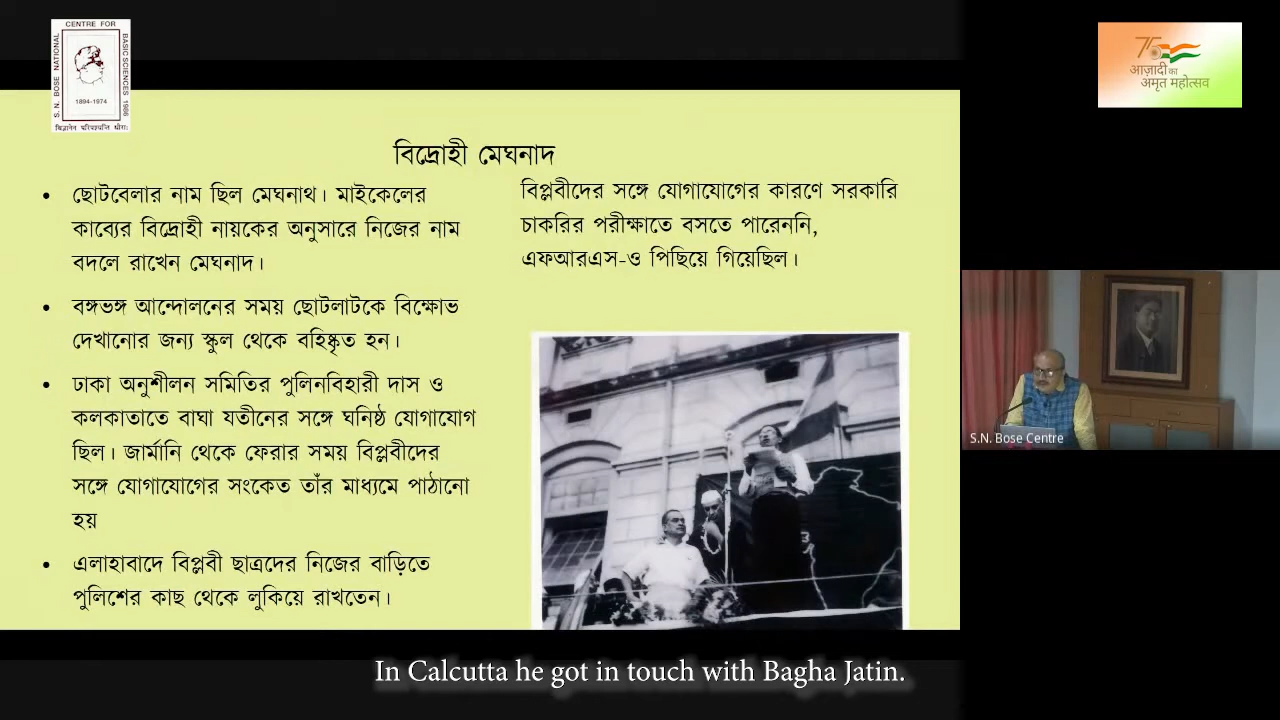 CENTRE FOR
S. N. BOSE NATIONAL
BASIC SCIENCES 1986
1894-1974
75
आज़ादी का
अमृत महोत्सव
বিদ্রোহী মেঘনাদ
• ছোটবেলার নাম ছিল মেঘনাথ। মাইকেলের
কাব্যের বিদ্রোহী নায়কের অনুসারে নিজের নাম
বদলে রাখেন মেঘনাদ।
• বঙ্গভঙ্গ আন্দোলনের সময় ছোটলাটকে বিক্ষোভ
দেখানোর জন্য স্কুল থেকে বহিষ্কৃত হন।
• ঢাকা অনুশীলন সমিতির পুলিনবিহারী দাস ও
কলকাতাতে বাঘা যতীনের সঙ্গে ঘনিষ্ঠ যোগাযোগ
ছিল। জার্মানি থেকে ফেরার সময় বিপ্লবীদের
সঙ্গে যোগাযোগের সংকেত তাঁর মাধ্যমে পাঠানো
হয়
• এলাহাবাদে বিপ্লবী ছাত্রদের নিজের বাড়িতে
পুলিশের কাছ থেকে লুকিয়ে রাখতেন।
বিপ্লবীদের সঙ্গে যোগাযোগের কারণে সরকারি
চাকরির পরীক্ষাতে বসতে পারেননি,
এফআরএস-ও পিছিয়ে গিয়েছিল।
S.N. Bose Centre
In Calcutta he got in touch with Bagha Jatin.